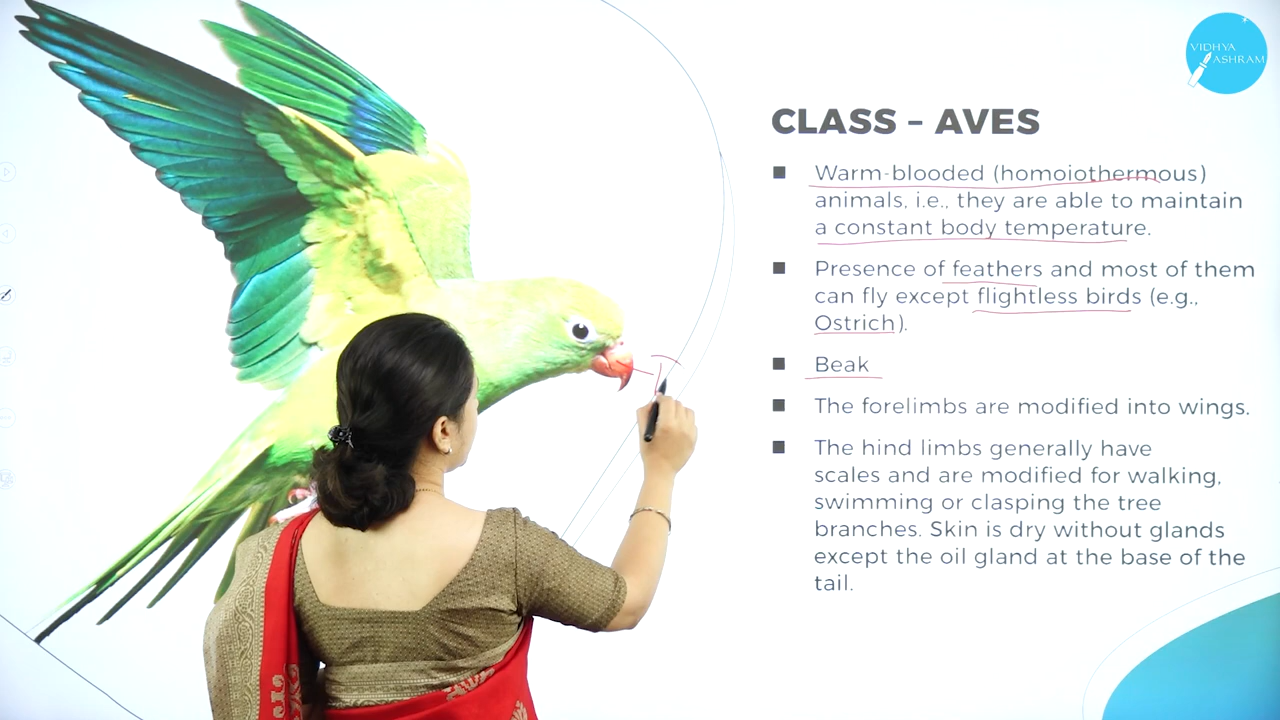 VIDHYA
ASHRAM
CLASS – AVES
Warm-blooded (homoiothermous)
animals, i.e., they are able to maintain
a constant body temperature.
Presence of feathers and most of them
can fly except flightless birds (e.g.,
Ostrich).
Beak
The forelimbs are modified into wings.
The hind limbs generally have
scales and are modified for walking,
swimming or clasping the tree
branches. Skin is dry without glands
except the oil gland at the base of the
tail.